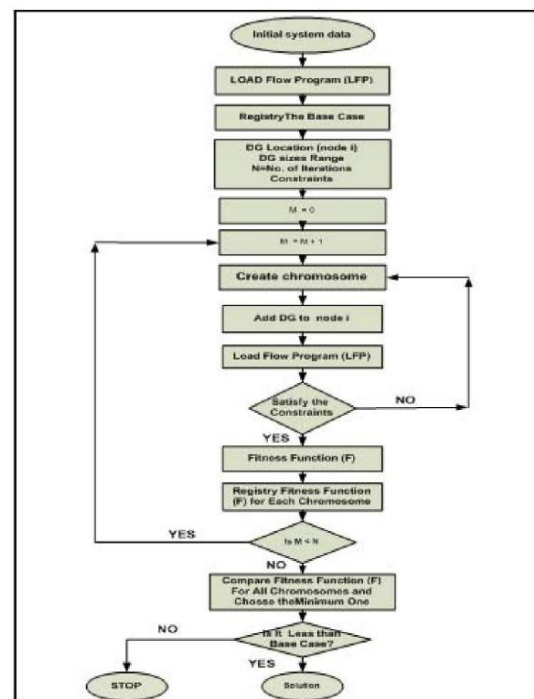 Initial system data
LOAD Flow Program (LFP)
RegistryThe Base Case
DG Location (node i)
DG sizes Range
N=No. of Iterations
Constraints
M = 0
M = M + 1
Create chromosome
Add DG to node i
Load Flow Program (LFP)
Satisfy the
Constraints
NO
YES
Fitness Function (F)
Registry Fitness Function
(F) for Each Chromosome
YES
Is M < N
NO
Compare Fitness Function (F)
For All Chromosomes and
Chose theMinimum One
NO
Is It Less than
Base Case?
YES
STOP
Solution